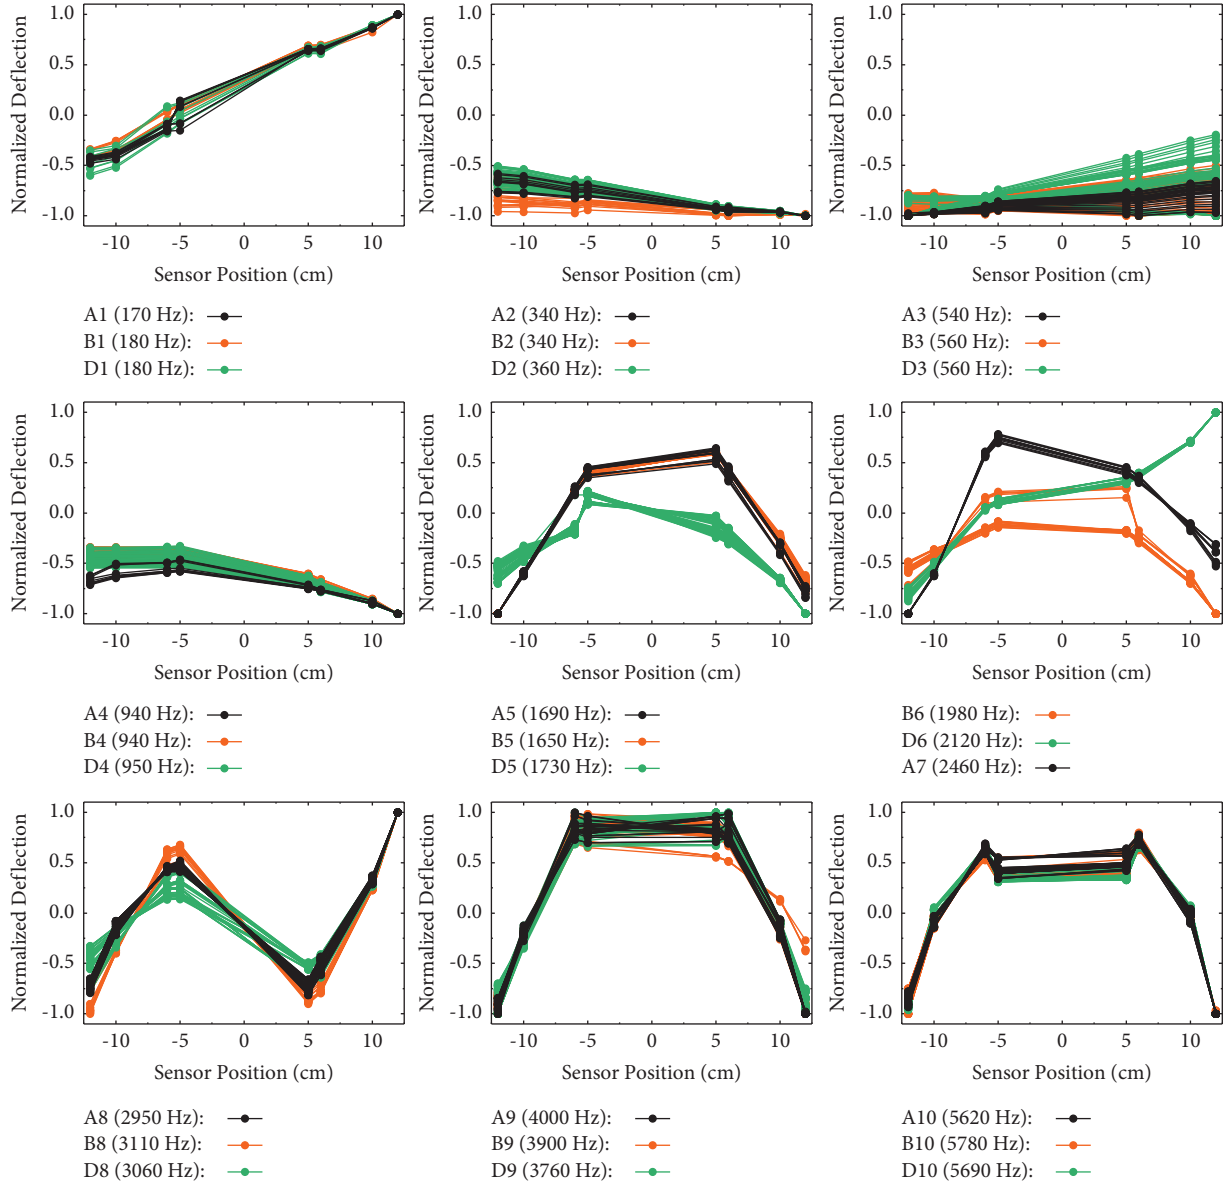 Normalized Deflection
1.0
0.5
0.0
-0.5
-1.0
-10 -5 0 5 10
Sensor Position (cm)
A1 (170 Hz):
B1 (180 Hz):
D1 (180 Hz):
Normalized Deflection
1.0
0.5
0.0
-0.5
-1.0
-10 -5 0 5 10
Sensor Position (cm)
A2 (340 Hz):
B2 (340 Hz):
D2 (360 Hz):
Normalized Deflection
1.0
0.5
0.0
-0.5
-1.0
-10 -5 0 5 10
Sensor Position (cm)
A3 (540 Hz):
B3 (560 Hz):
D3 (560 Hz):
Normalized Deflection
1.0
0.5
0.0
-0.5
-1.0
-10 -5 0 5 10
Sensor Position (cm)
A4 (940 Hz):
B4 (940 Hz):
D4 (950 Hz):
Normalized Deflection
1.0
0.5
0.0
-0.5
-1.0
-10 -5 0 5 10
Sensor Position (cm)
A5 (1690 Hz):
B5 (1650 Hz):
D5 (1730 Hz):
Normalized Deflection
1.0
0.5
0.0
-0.5
-1.0
-10 -5 0 5 10
Sensor Position (cm)
B6 (1980 Hz):
D6 (2120 Hz):
A7 (2460 Hz):
Normalized Deflection
1.0
0.5
0.0
-0.5
-1.0
-10 -5 0 5 10
Sensor Position (cm)
A8 (2950 Hz):
B8 (3110 Hz):
D8 (3060 Hz):
Normalized Deflection
1.0
0.5
0.0
-0.5
-1.0
-10 -5 0 5 10
Sensor Position (cm)
A9 (4000 Hz):
B9 (3900 Hz):
D9 (3760 Hz):
Normalized Deflection
1.0
0.5
0.0
-0.5
-1.0
-10 -5 0 5 10
Sensor Position (cm)
A10 (5620 Hz):
B10 (5780 Hz):
D10 (5690 Hz):